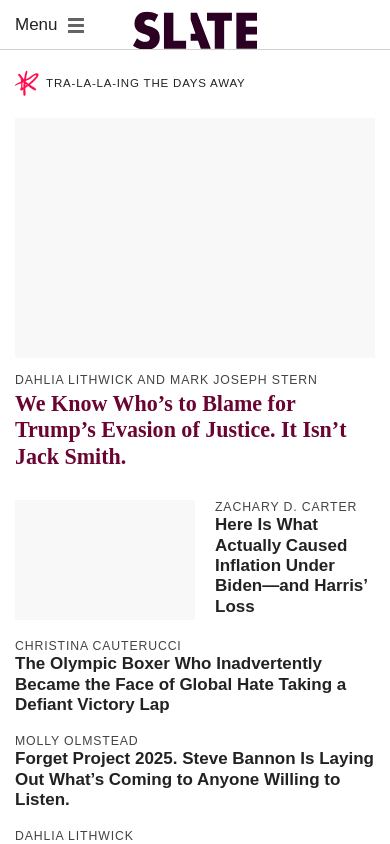 Menu
SLATE
TRA-LA-LA-ING THE DAYS AWAY
DAHLIA LITHWICK AND MARK JOSEPH STERN
We Know Who’s to Blame for
Trump’s Evasion of Justice. It Isn’t
Jack Smith.
ZACHARY D. CARTER
Here Is What
Actually Caused
Inflation Under
Biden—and Harris’
Loss
CHRISTINA CAUTERUCCI
The Olympic Boxer Who Inadvertently
Became the Face of Global Hate Taking a
Defiant Victory Lap
MOLLY OLMSTEAD
Forget Project 2025. Steve Bannon Is Laying
Out What’s Coming to Anyone Willing to
Listen.
DAHLIA LITHWICK